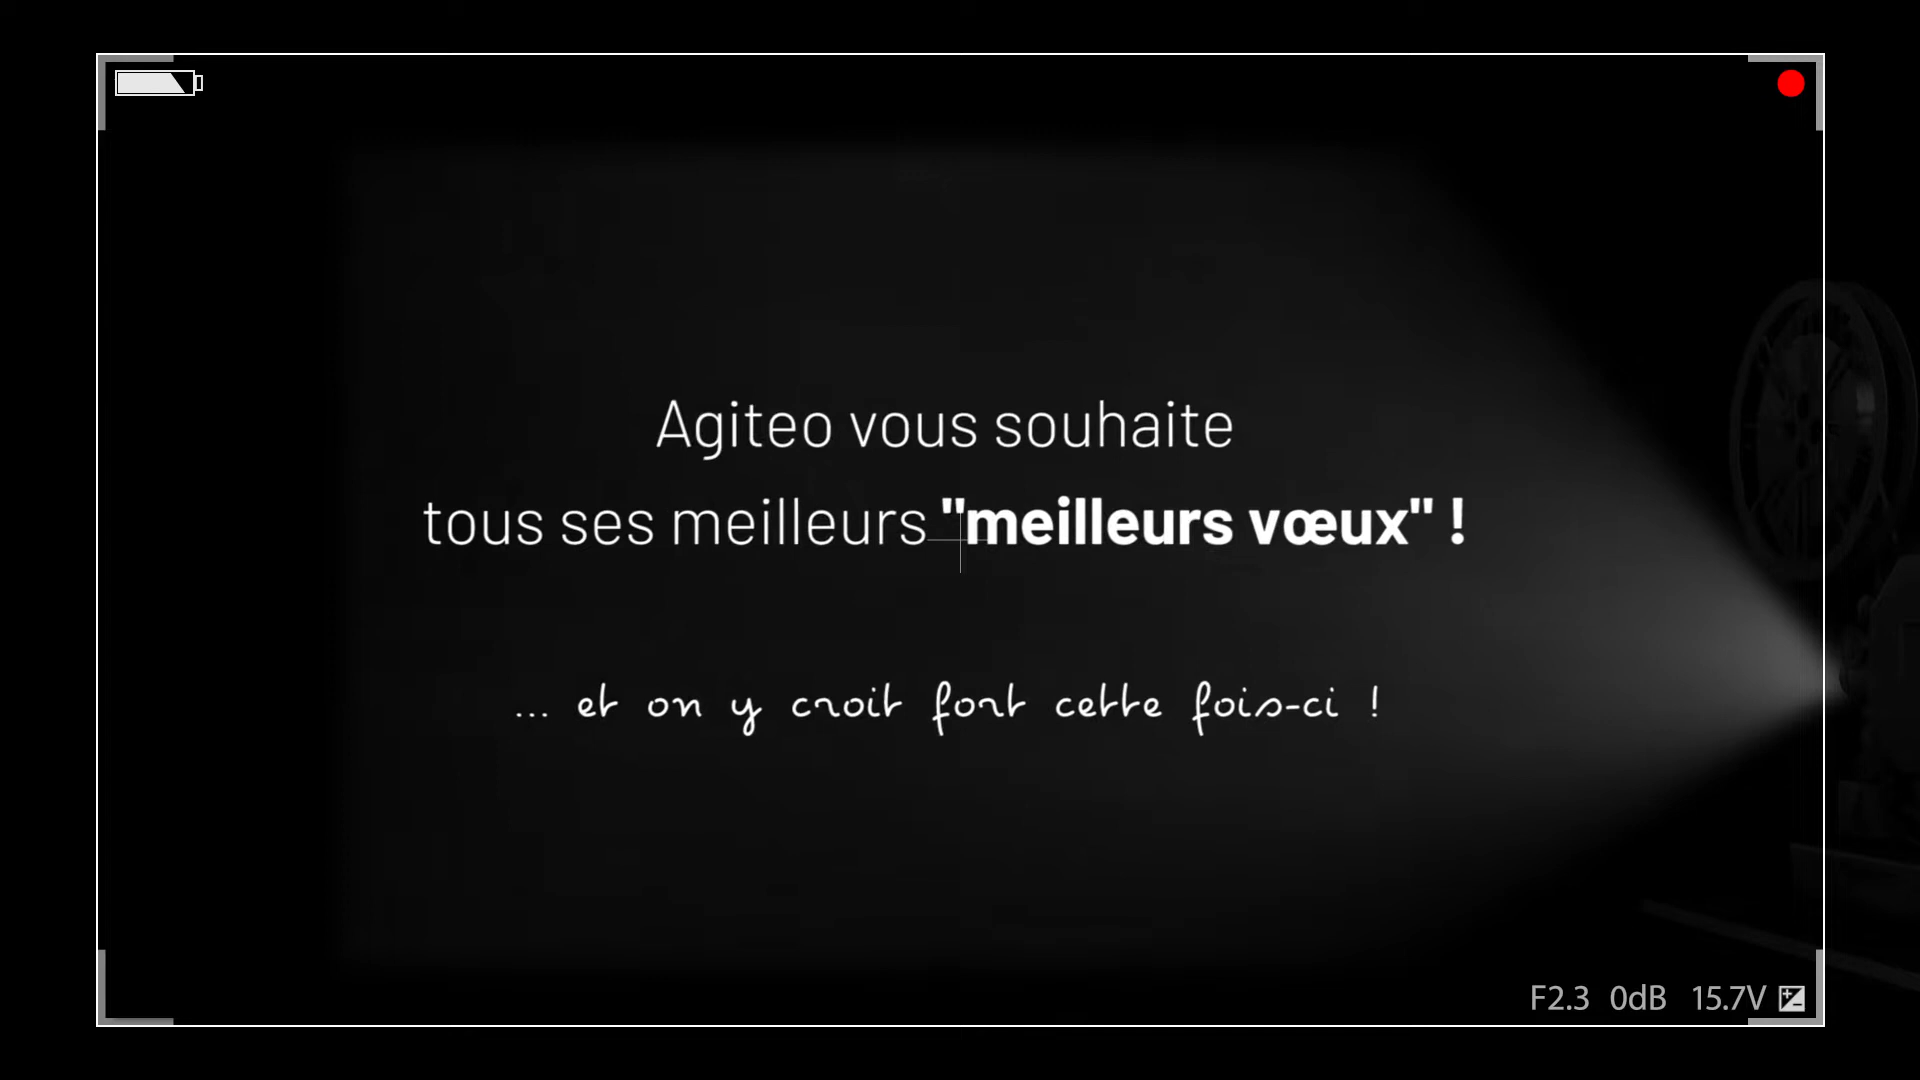 Agiteo vous souhaite
tous ses meilleurs "meilleurs vœux" !
... et on y croit fort cette fois-ci !
F2.3 0dB 15.7V